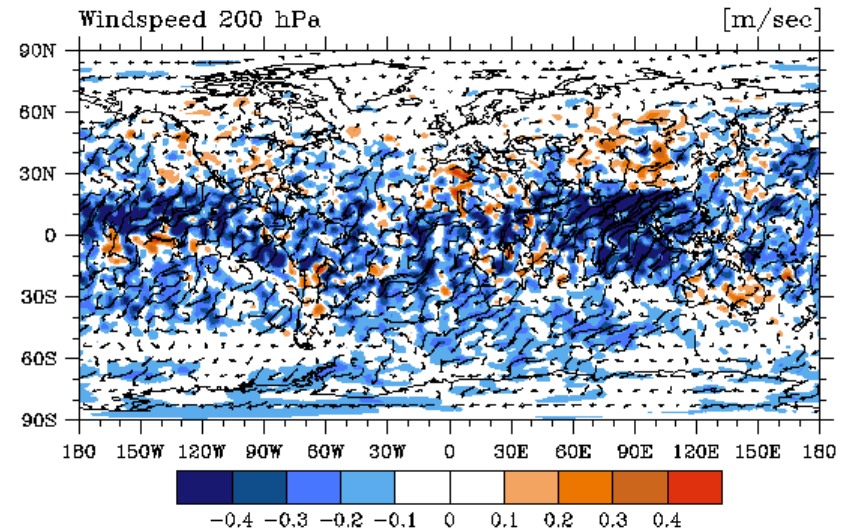 Windspeed 200 hPa [m/sec]
90N
60N
30N
0
30S
60S
90S
180 150W 120W 90W 60W 30W 0 30E 60E 90E 120E 150E 180
-0.4 -0.3 -0.2 -0.1 0 0.1 0.2 0.3 0.4